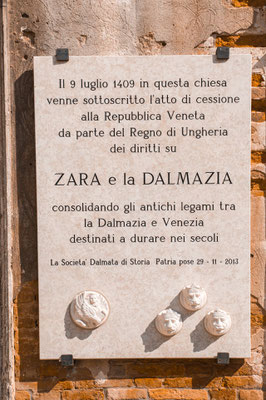 Il 9 luglio 1409 in questa chiesa
venne sottoscritto l'atto di cessione
alla Repubblica Veneta
da parte del Regno di Ungheria
dei diritti su
ZARA e la DALMAZIA
consolidando gli antichi legami tra
la Dalmazia e Venezia
destinati a durare nei secoli
La Societa' Dalmata di Storia Patria pose 29 - 11 - 2013